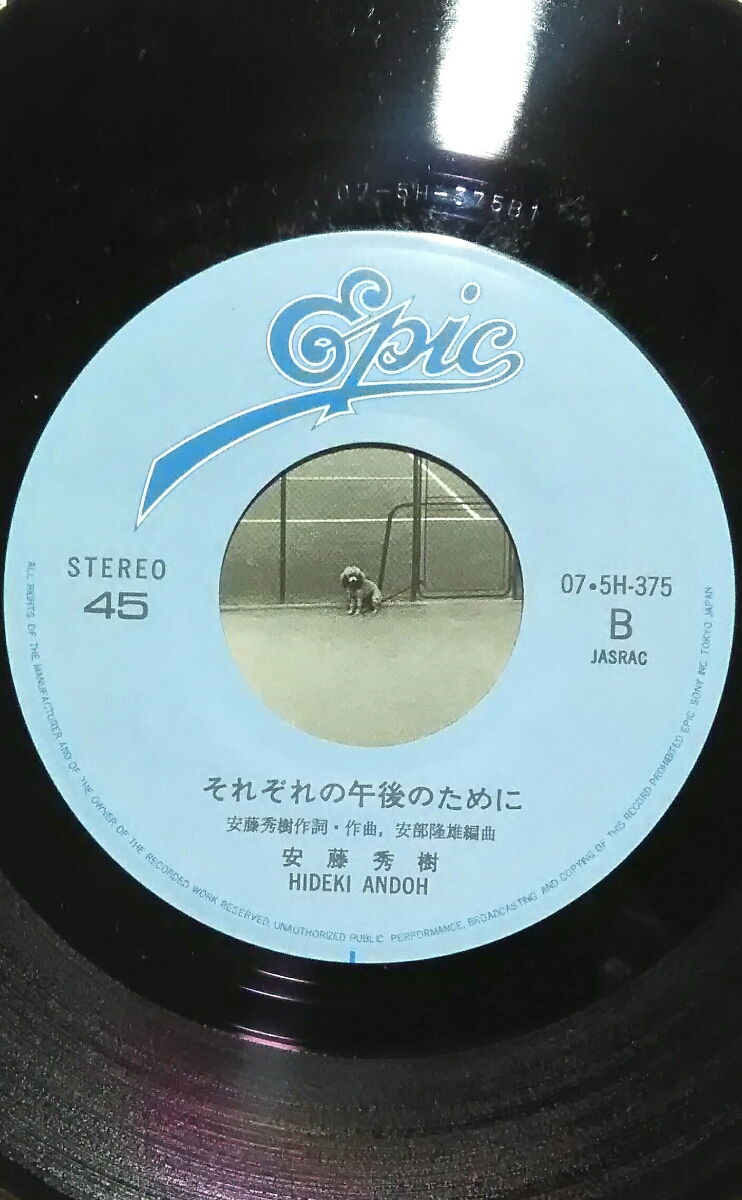 07-5H-375B1
Epic
STEREO
45
07•5H-375
B
JASRAC
それぞれの午後のために
安藤秀樹作詞・作曲, 安部隆雄編曲
安藤秀樹
HIDEKI ANDOH
ALL RIGHTS OF THE MANUFACTURER AND OF THE OWNER OF THE RECORDED WORK RESERVED. UNAUTHORIZED PUBLIC PERFORMANCE, BROADCASTING AND COPYING OF THIS RECORD PROHIBITED EPIC SONY INC. TOKYO JAPAN